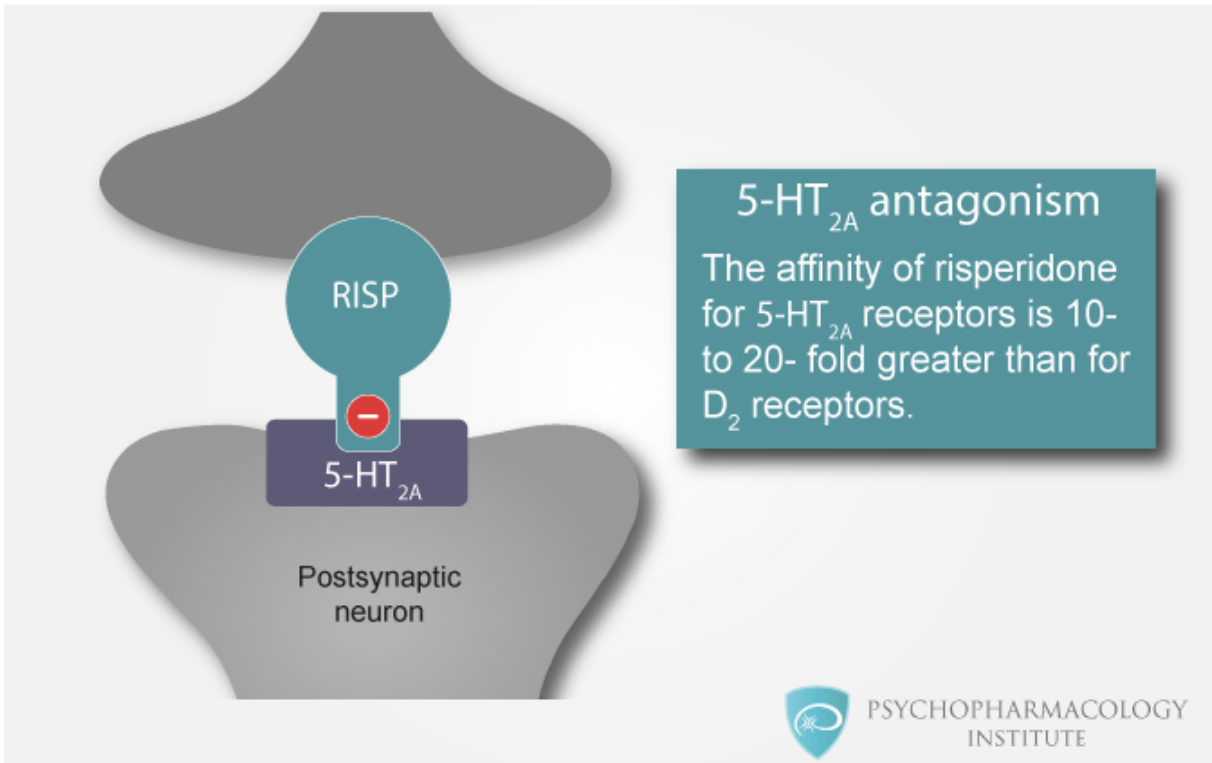 RISP
5-HT2A
Postsynaptic
neuron
5-HT2A antagonism
The affinity of risperidone
for 5-HT2A receptors is 10-
to 20- fold greater than for
D2 receptors.
PSYCHOPHARMACOLOGY
INSTITUTE